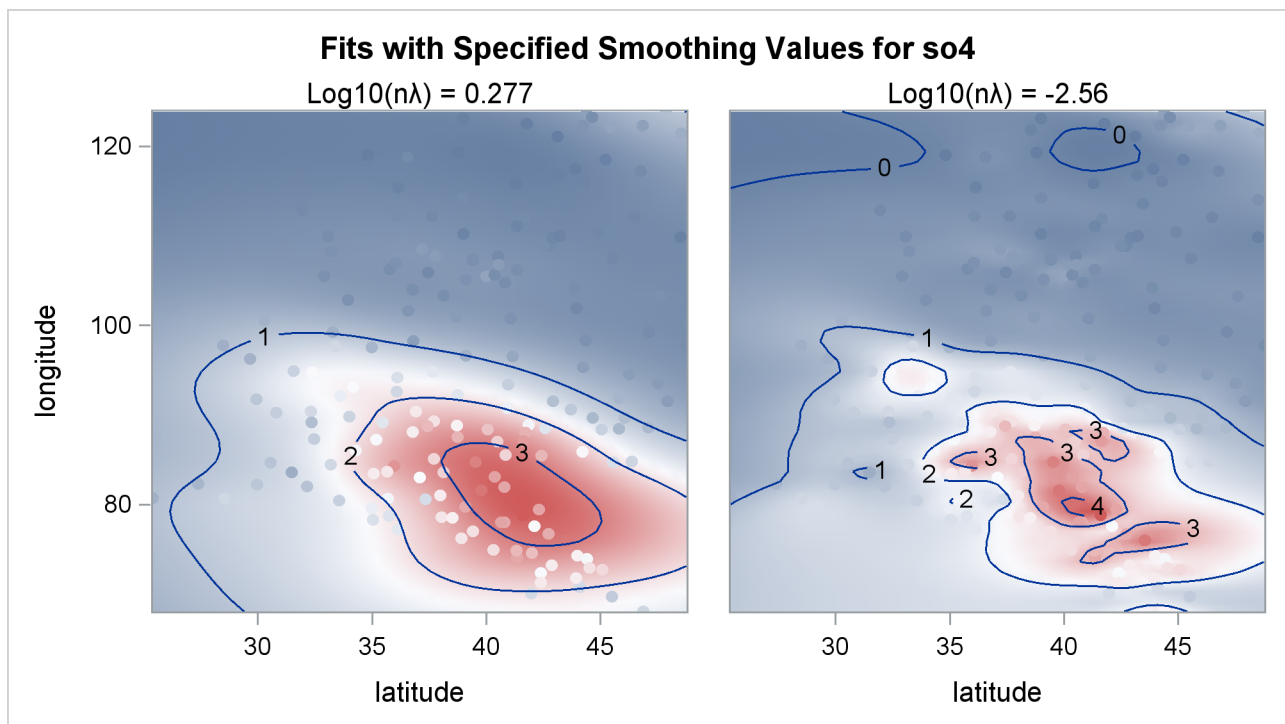 Fits with Specified Smoothing Values for so4
Log10(nλ) = 0.277
Log10(nλ) = -2.56
longitude
120
100
80
1
2
3
0
0
1
3
3
3
1
2
2
4
3
30 35 40 45
30 35 40 45
latitude
latitude